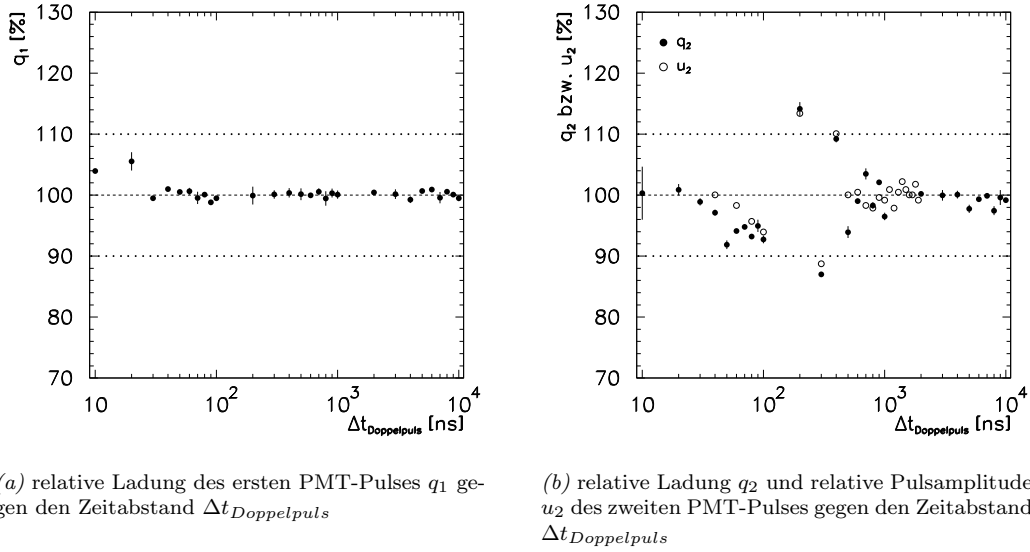 q₁ [%]
130
120
110
100
90
80
70
10
10²
10³
10⁴
Δt_Doppelpuls [ns]
q₂ bzw. u₂ [%]
130
120
110
100
90
80
70
q₂
u₂
10
10²
10³
10⁴
Δt_Doppelpuls [ns]
(a) relative Ladung des ersten PMT-Pulses q₁ ge-
gen den Zeitabstand Δt_Doppelpuls
(b) relative Ladung q₂ und relative Pulsamplitude
u₂ des zweiten PMT-Pulses gegen den Zeitabstand
Δt_Doppelpuls